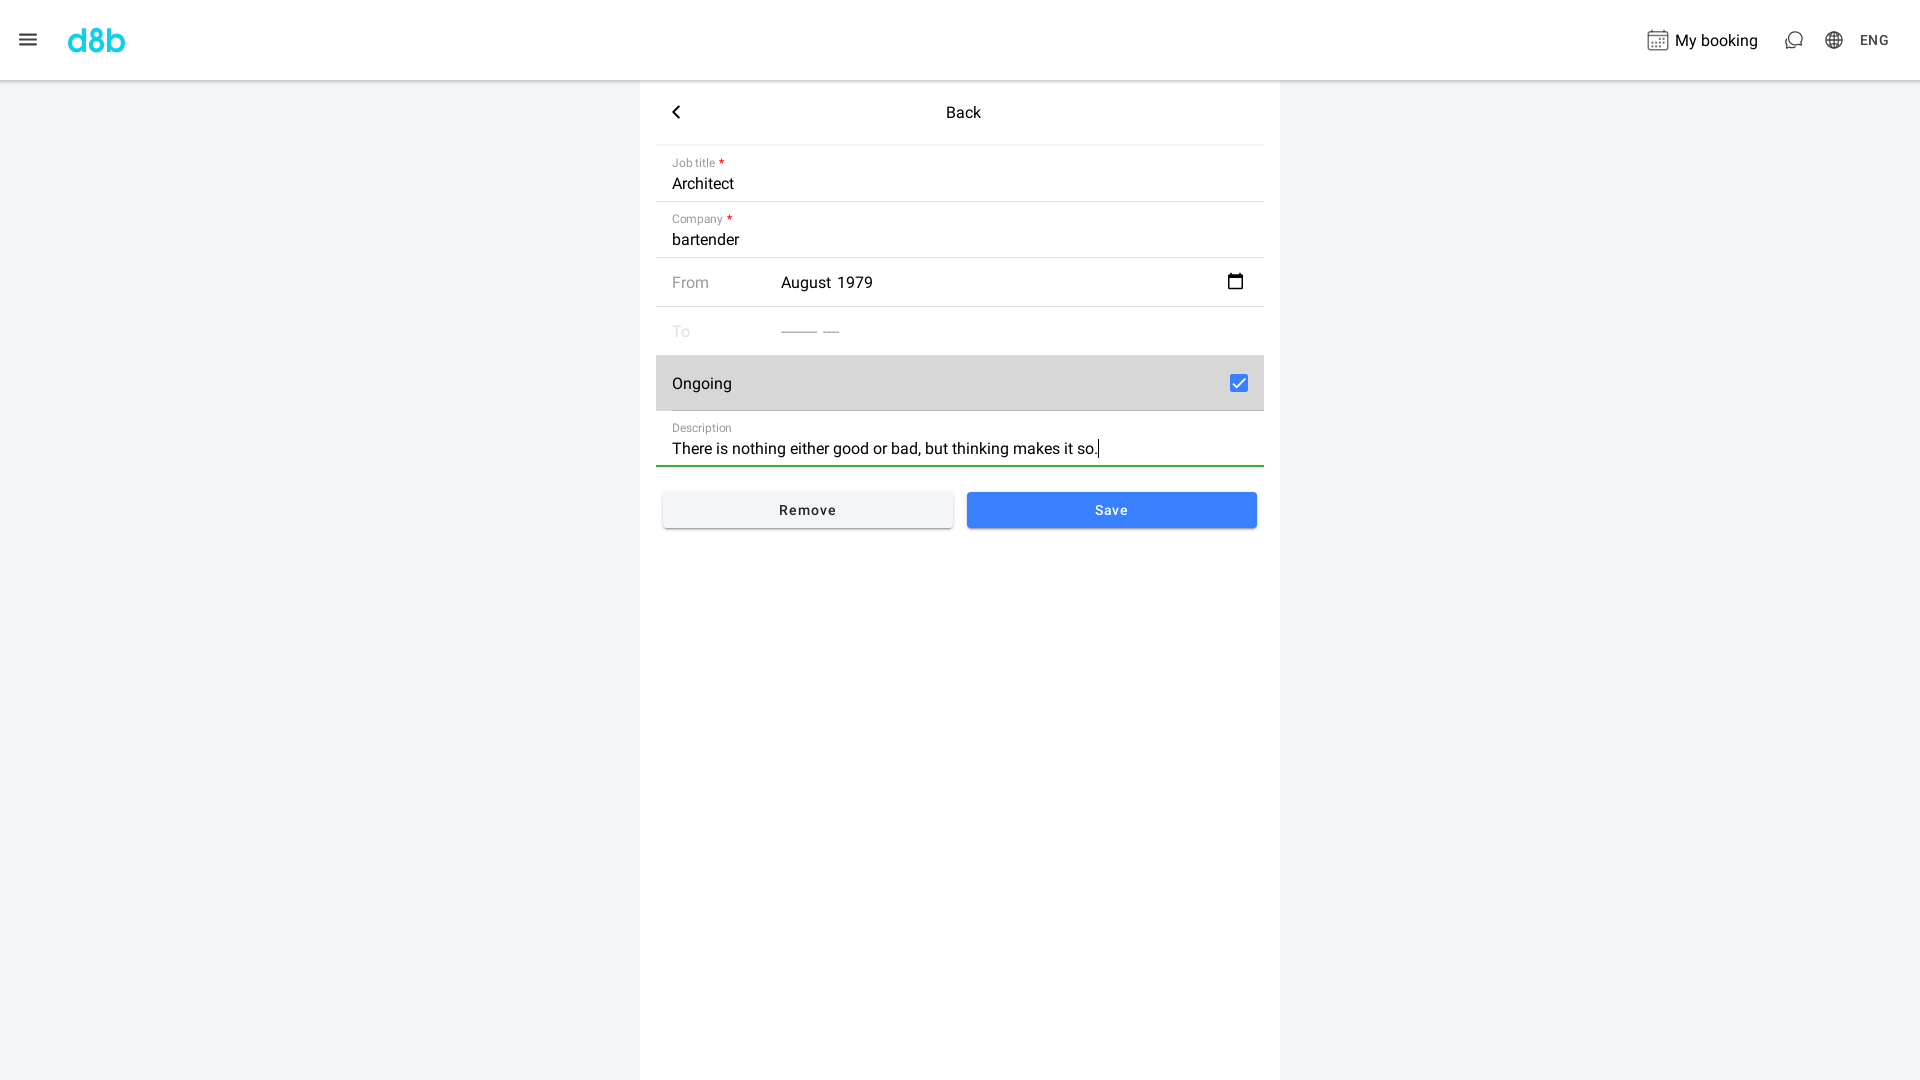 d8b
My booking
ENG
Back
Job title *
Architect
Company *
bartender
From
August 1979
To
--------- ----
Ongoing
Description
There is nothing either good or bad, but thinking makes it so.
Remove
Save